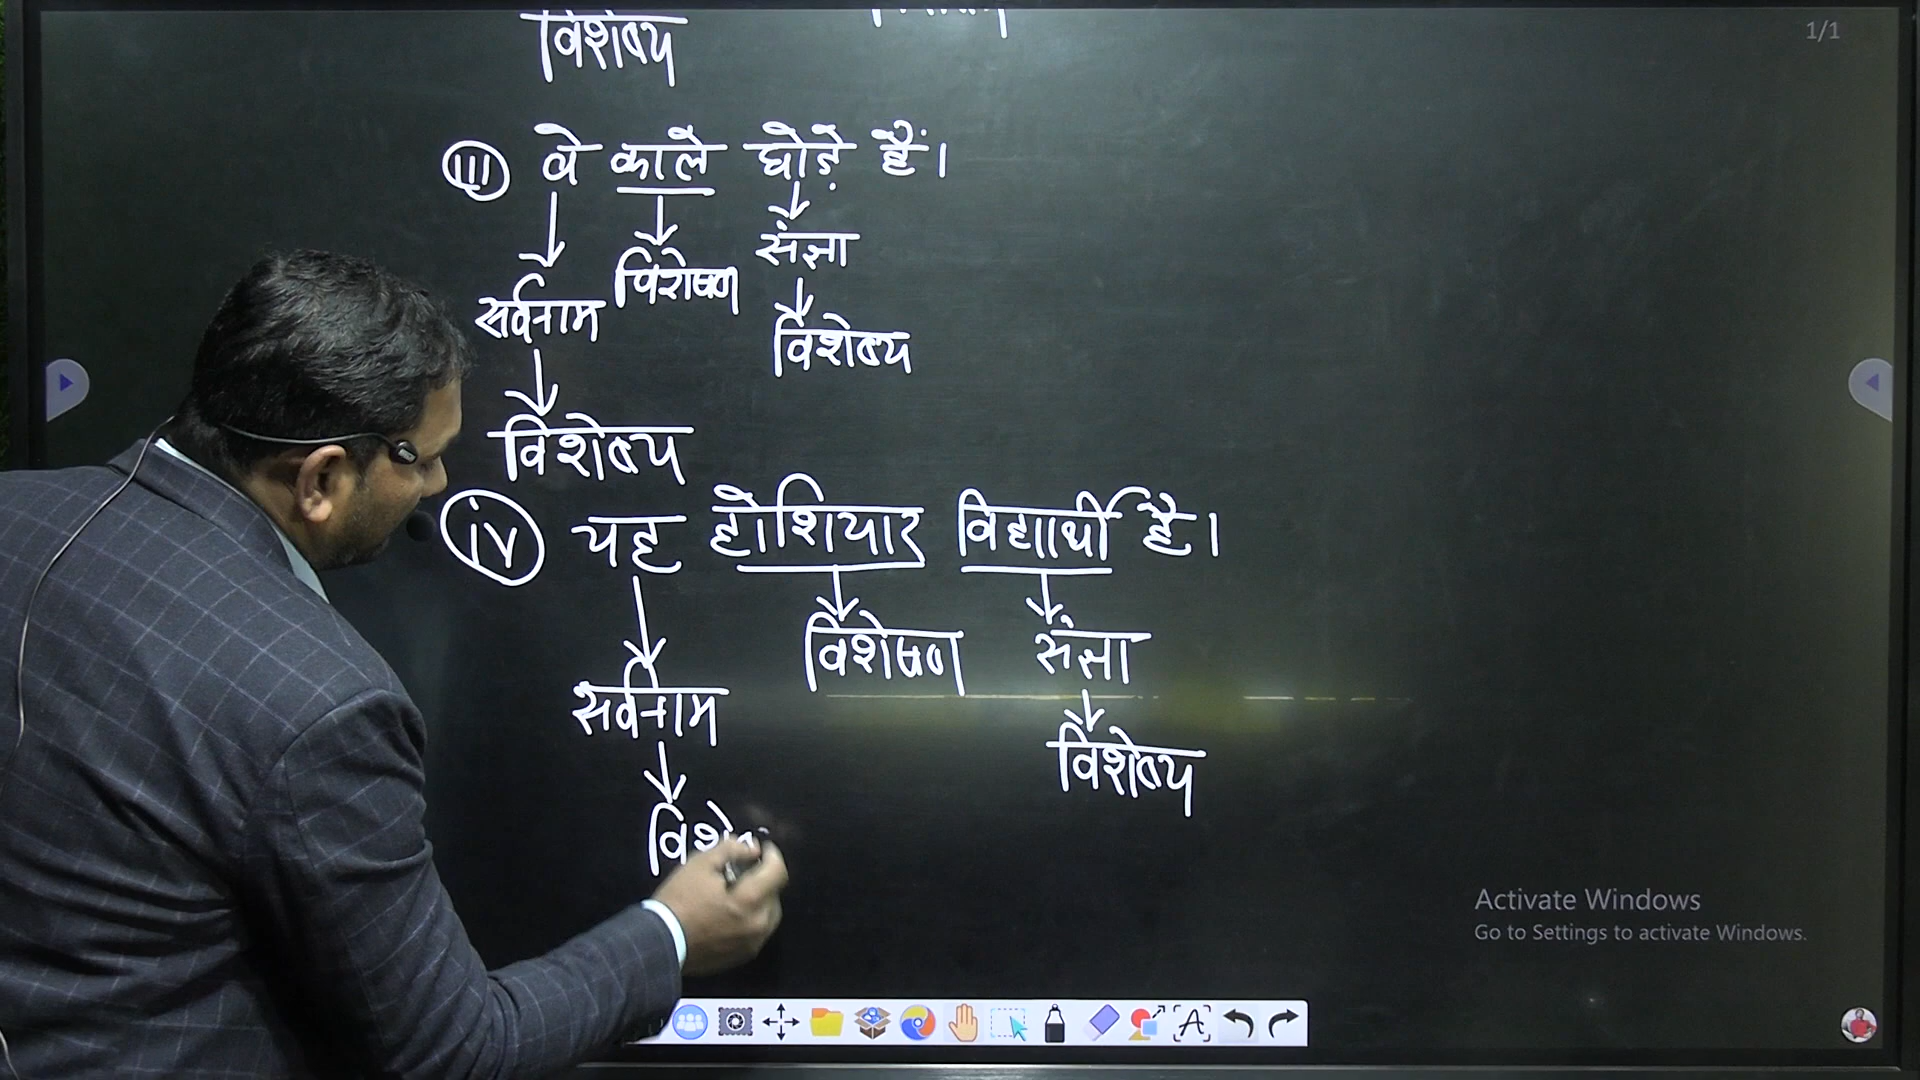 विशेष्य
1/1
(iii) वे काले घोड़े हैं।
संज्ञा
विशेषण
सर्वनाम
विशेष्य
विशेष्य
(iv) यह होशियार विद्यार्थी है।
विशेषण संज्ञा
सर्वनाम
विशेष्य
विशे
Activate Windows
Go to Settings to activate Windows.